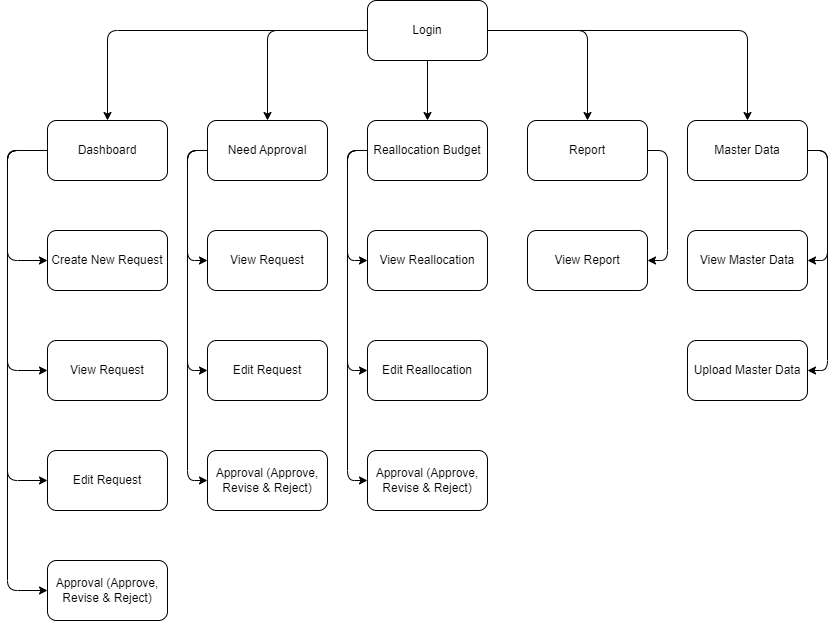 Login
Dashboard
Need Approval
Reallocation Budget
Report
Master Data
Create New Request
View Request
View Reallocation
View Report
View Master Data
View Request
Edit Request
Edit Reallocation
Upload Master Data
Edit Request
Approval (Approve,
Revise & Reject)
Approval (Approve,
Revise & Reject)
Approval (Approve,
Revise & Reject)